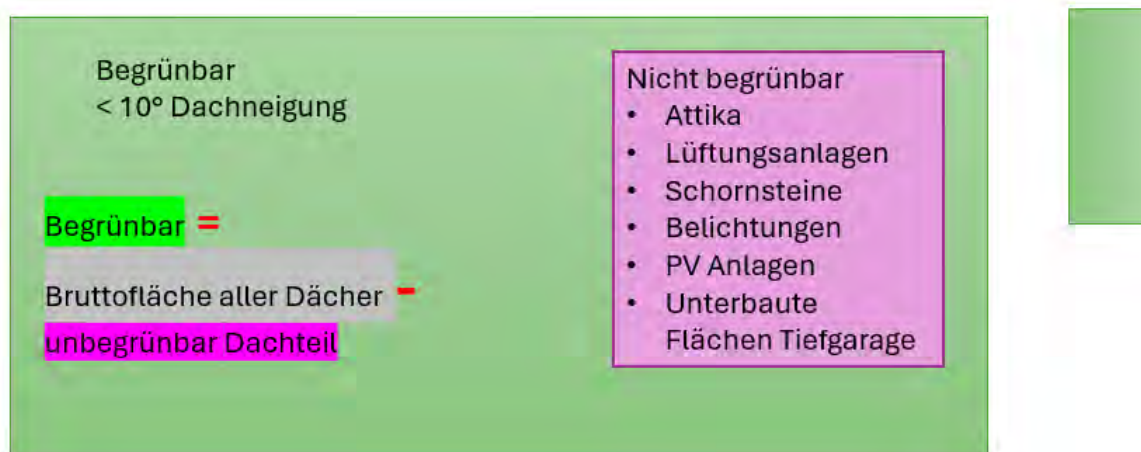 Begrünbar
< 10° Dachneigung
Begrünbar =
Bruttofläche aller Dächer -
unbegrünbar Dachteil
Nicht begrünbar
• Attika
• Lüftungsanlagen
• Schornsteine
• Belichtungen
• PV Anlagen
• Unterbaute
Flächen Tiefgarage